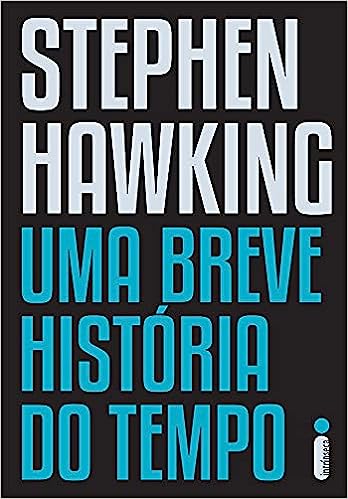 STEPHEN
HAWKING
UMA BREVE
HISTÓRIA
DO TEMPO
intrínseca